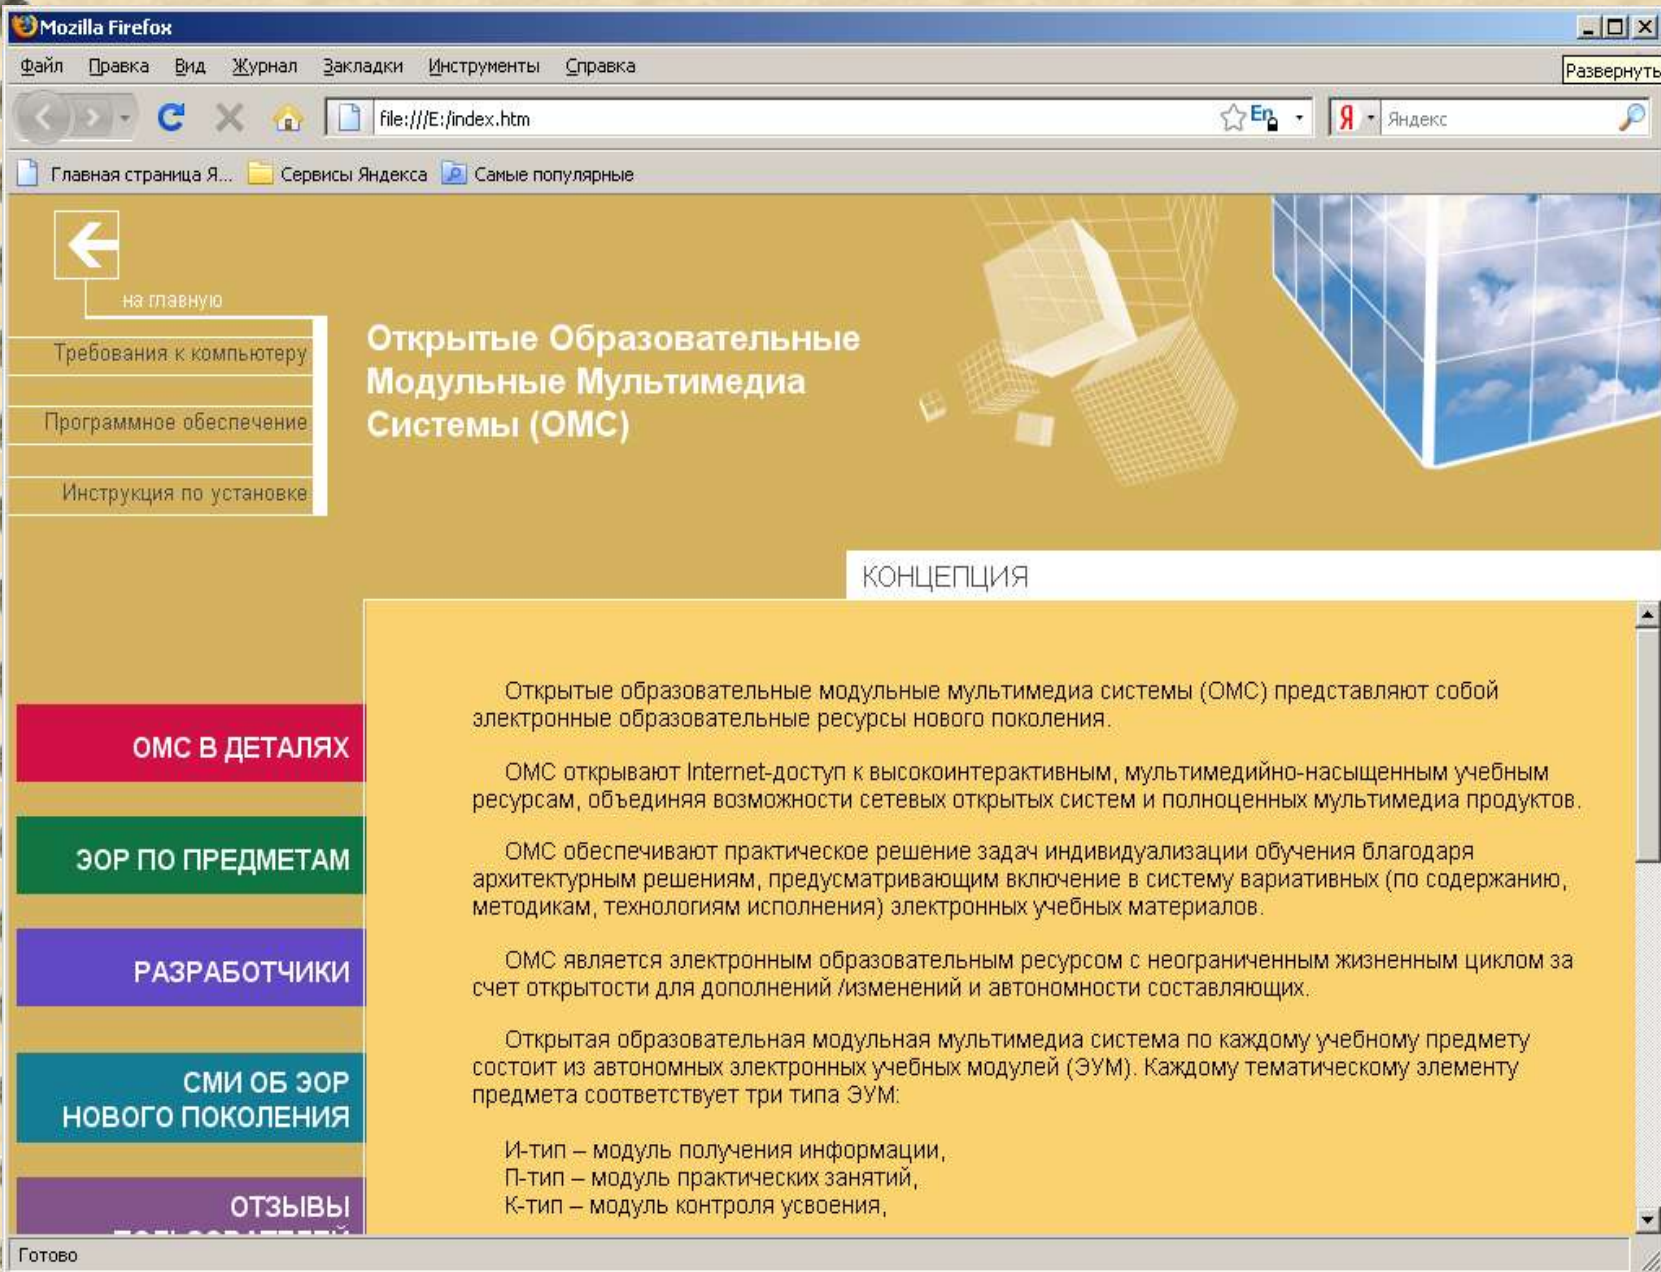 Mozilla Firefox
Файл Правка Вид Журнал Закладки Инструменты Справка
Развернуть
file:///E:/index.htm
En
Я Яндекс
Главная страница Я... Сервисы Яндекса Самые популярные
на главную
Требования к компьютеру
Программное обеспечение
Инструкция по установке
Открытые Образовательные
Модульные Мультимедиа
Системы (ОМС)
КОНЦЕПЦИЯ
ОМС В ДЕТАЛЯХ
ЭОР ПО ПРЕДМЕТАМ
РАЗРАБОТЧИКИ
СМИ ОБ ЭОР
НОВОГО ПОКОЛЕНИЯ
ОТЗЫВЫ
ПОЛЬЗОВАТЕЛЕЙ
Открытые образовательные модульные мультимедиа системы (ОМС) представляют собой
электронные образовательные ресурсы нового поколения.
ОМС открывают Internet-доступ к высокоинтерактивным, мультимедийно-насыщенным учебным
ресурсам, объединяя возможности сетевых открытых систем и полноценных мультимедиа продуктов.
ОМС обеспечивают практическое решение задач индивидуализации обучения благодаря
архитектурным решениям, предусматривающим включение в систему вариативных (по содержанию,
методикам, технологиям исполнения) электронных учебных материалов.
ОМС является электронным образовательным ресурсом с неограниченным жизненным циклом за
счет открытости для дополнений /изменений и автономности составляющих.
Открытая образовательная модульная мультимедиа система по каждому учебному предмету
состоит из автономных электронных учебных модулей (ЭУМ). Каждому тематическому элементу
предмета соответствует три типа ЭУМ:
И-тип – модуль получения информации,
П-тип – модуль практических занятий,
К-тип – модуль контроля усвоения,
Готово